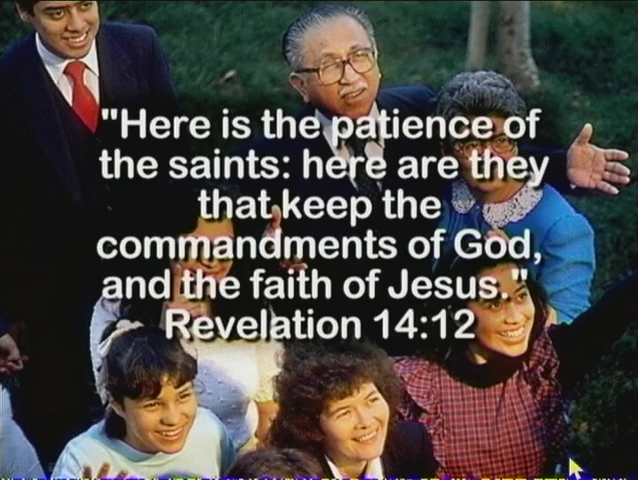 "Here is the patience of
the saints: here are they
that keep the
commandments of God,
and the faith of Jesus."
Revelation 14:12